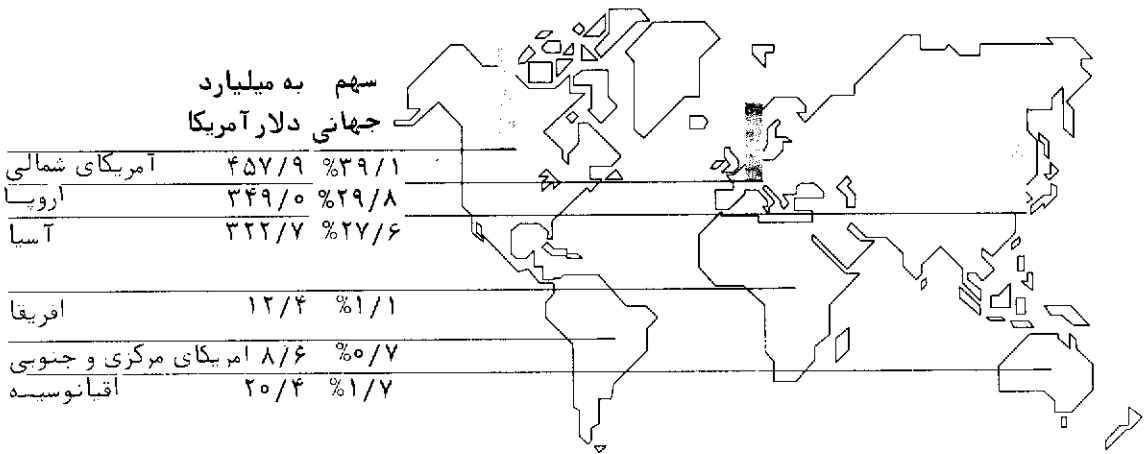 سهم به میلیارد
جهانی دلار آمریکا
آمریکای شمالی ۴۵۷/۹ %۳۹/۱
اروپا ۳۴۹/۰ %۲۹/۸
آسیا ۳۲۲/۷ %۲۷/۶
افریقا ۱۲/۴ %۱/۱
امریکای مرکزی و جنوبی ۸/۶ %۰/۷
اقیانوسیه ۲۰/۴ %۱/۷